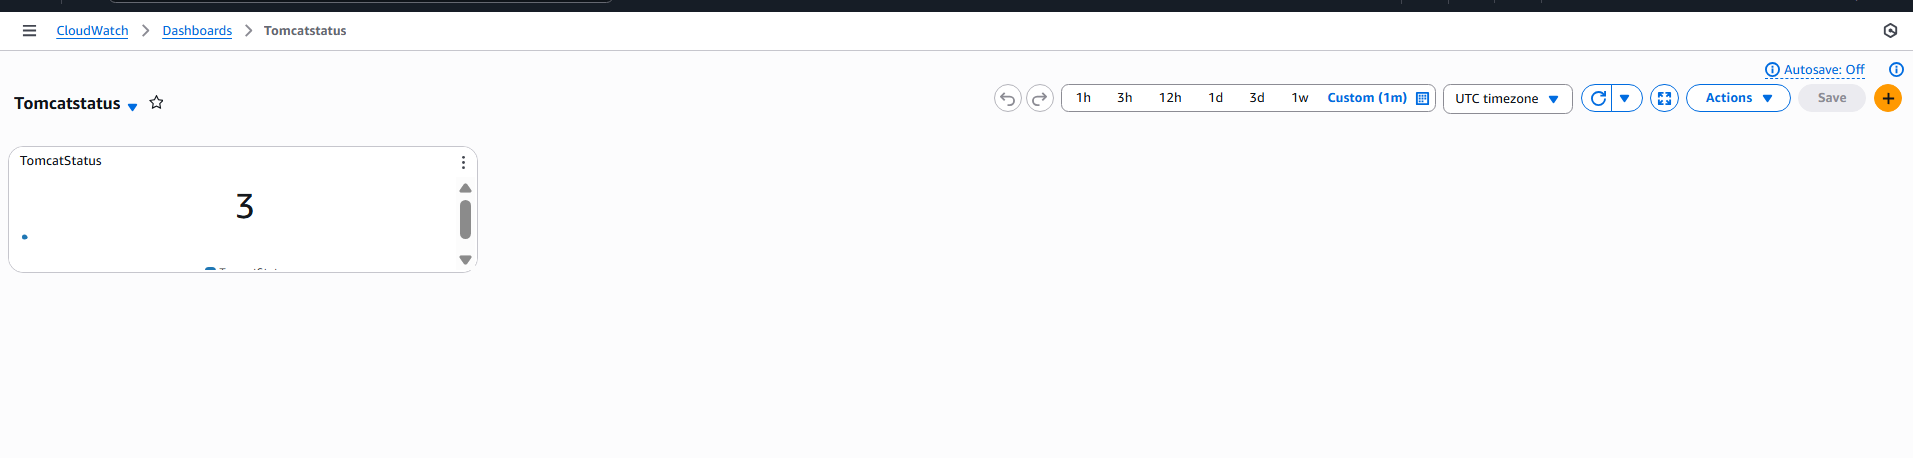 CloudWatch > Dashboards > Tomcatstatus
Autosave: Off
Tomcatstatus
1h 3h 12h 1d 3d 1w Custom (1m) UTC timezone Actions Save
TomcatStatus
3